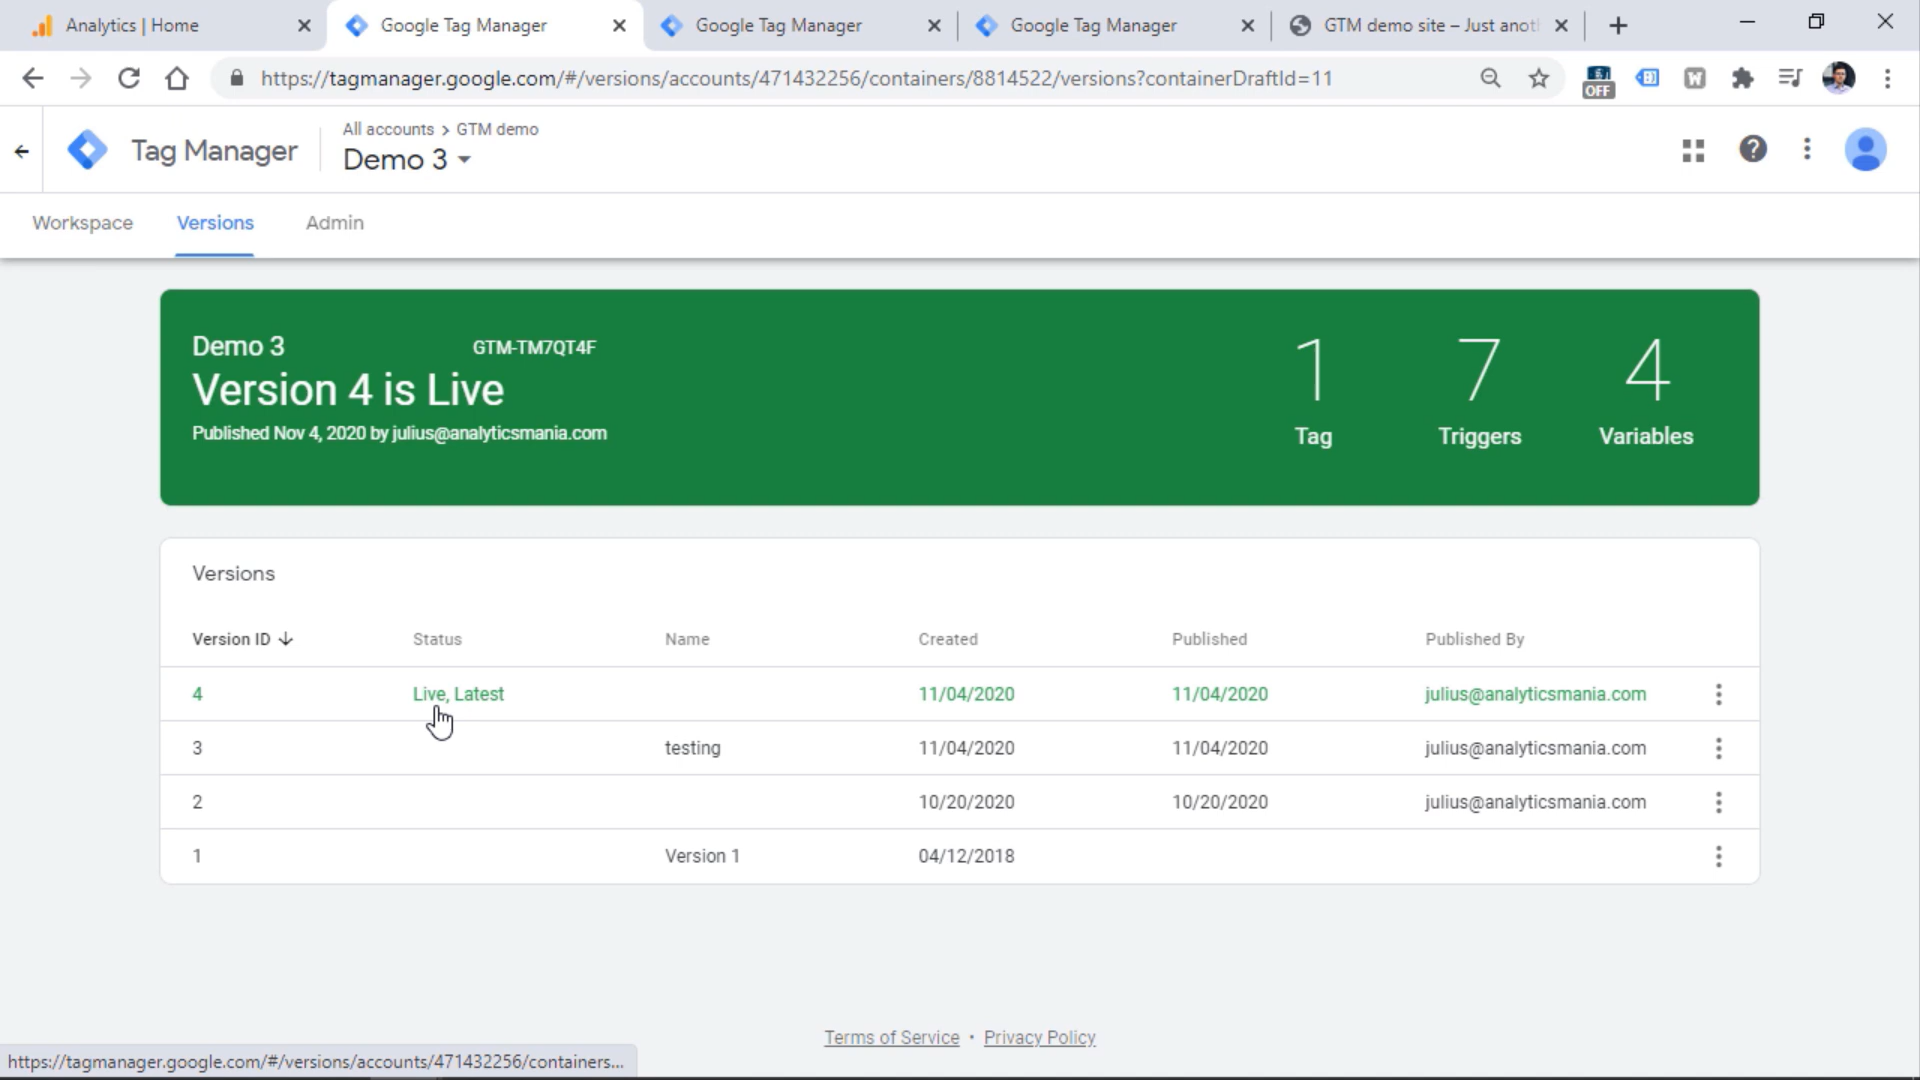 Analytics | Home
Google Tag Manager
Google Tag Manager
Google Tag Manager
GTM demo site – Just anot
https://tagmanager.google.com/#/versions/accounts/471432256/containers/8814522/versions?containerDraftId=11
OFF
W
Tag Manager
All accounts > GTM demo
Demo 3
Workspace
Versions
Admin
Demo 3
GTM-TM7QT4F
Version 4 is Live
Published Nov 4, 2020 by julius@analyticsmania.com
1
Tag
7
Triggers
4
Variables
Versions
Version ID
Status
Name
Created
Published
Published By
4
Live, Latest
11/04/2020
11/04/2020
julius@analyticsmania.com
3
testing
11/04/2020
11/04/2020
julius@analyticsmania.com
2
10/20/2020
10/20/2020
julius@analyticsmania.com
1
Version 1
04/12/2018
Terms of Service • Privacy Policy
https://tagmanager.google.com/#/versions/accounts/471432256/containers...